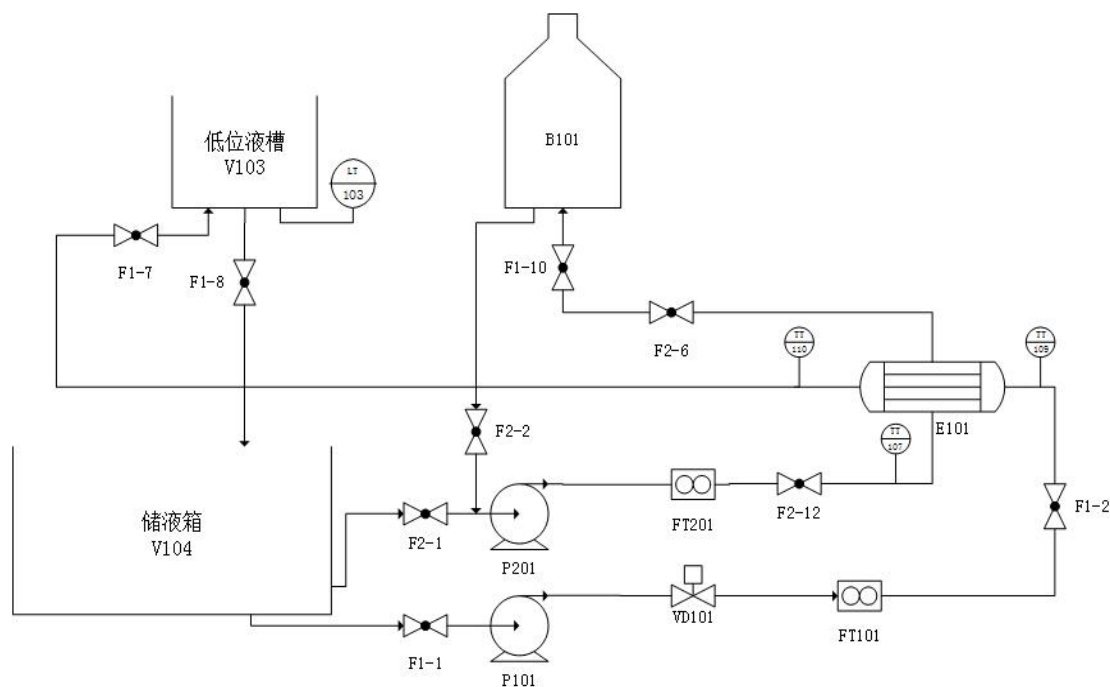 低位液槽
V103
LT
103
B101
F1-7
F1-8
F1-10
F2-6
TT
110
TT
105
E101
F2-2
TT
107
储液箱
V104
F2-1
P201
FT201
F2-12
F1-2
F1-1
P101
VD101
FT101